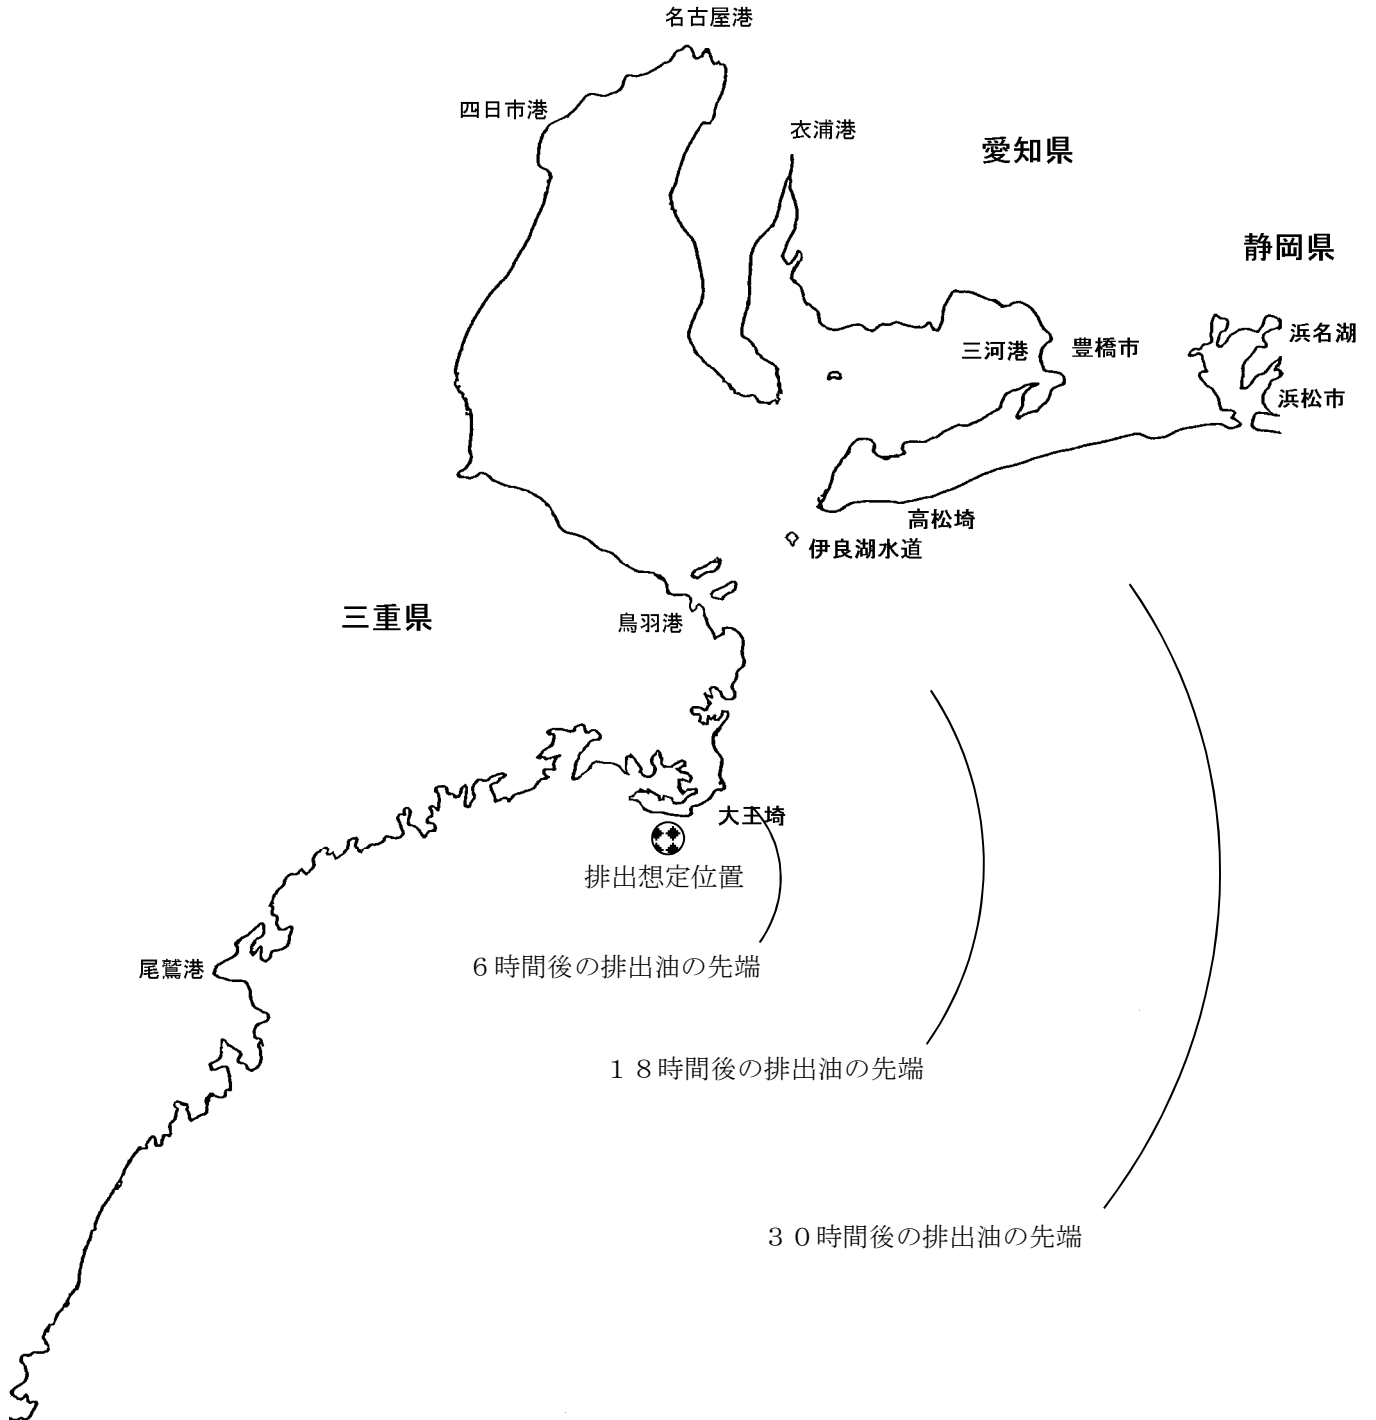 名古屋港
四日市港
衣浦港
愛知県
静岡県
浜名湖
三河港
豊橋市
浜松市
高松埼
伊良湖水道
三重県
鳥羽港
大王埼
排出想定位置
６時間後の排出油の先端
尾鷲港
１８時間後の排出油の先端
３０時間後の排出油の先端